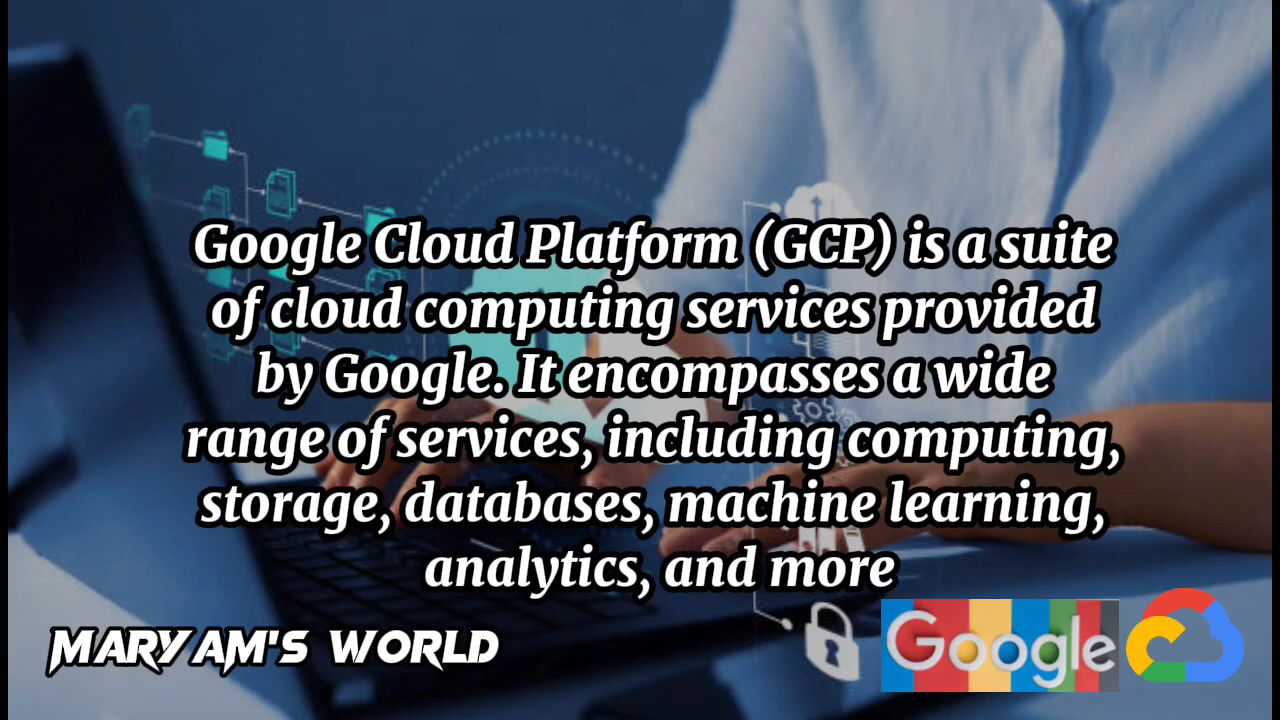 Google Cloud Platform (GCP) is a suite
of cloud computing services provided
by Google. It encompasses a wide
range of services, including computing,
storage, databases, machine learning,
analytics, and more
MARYAM'S WORLD
Google